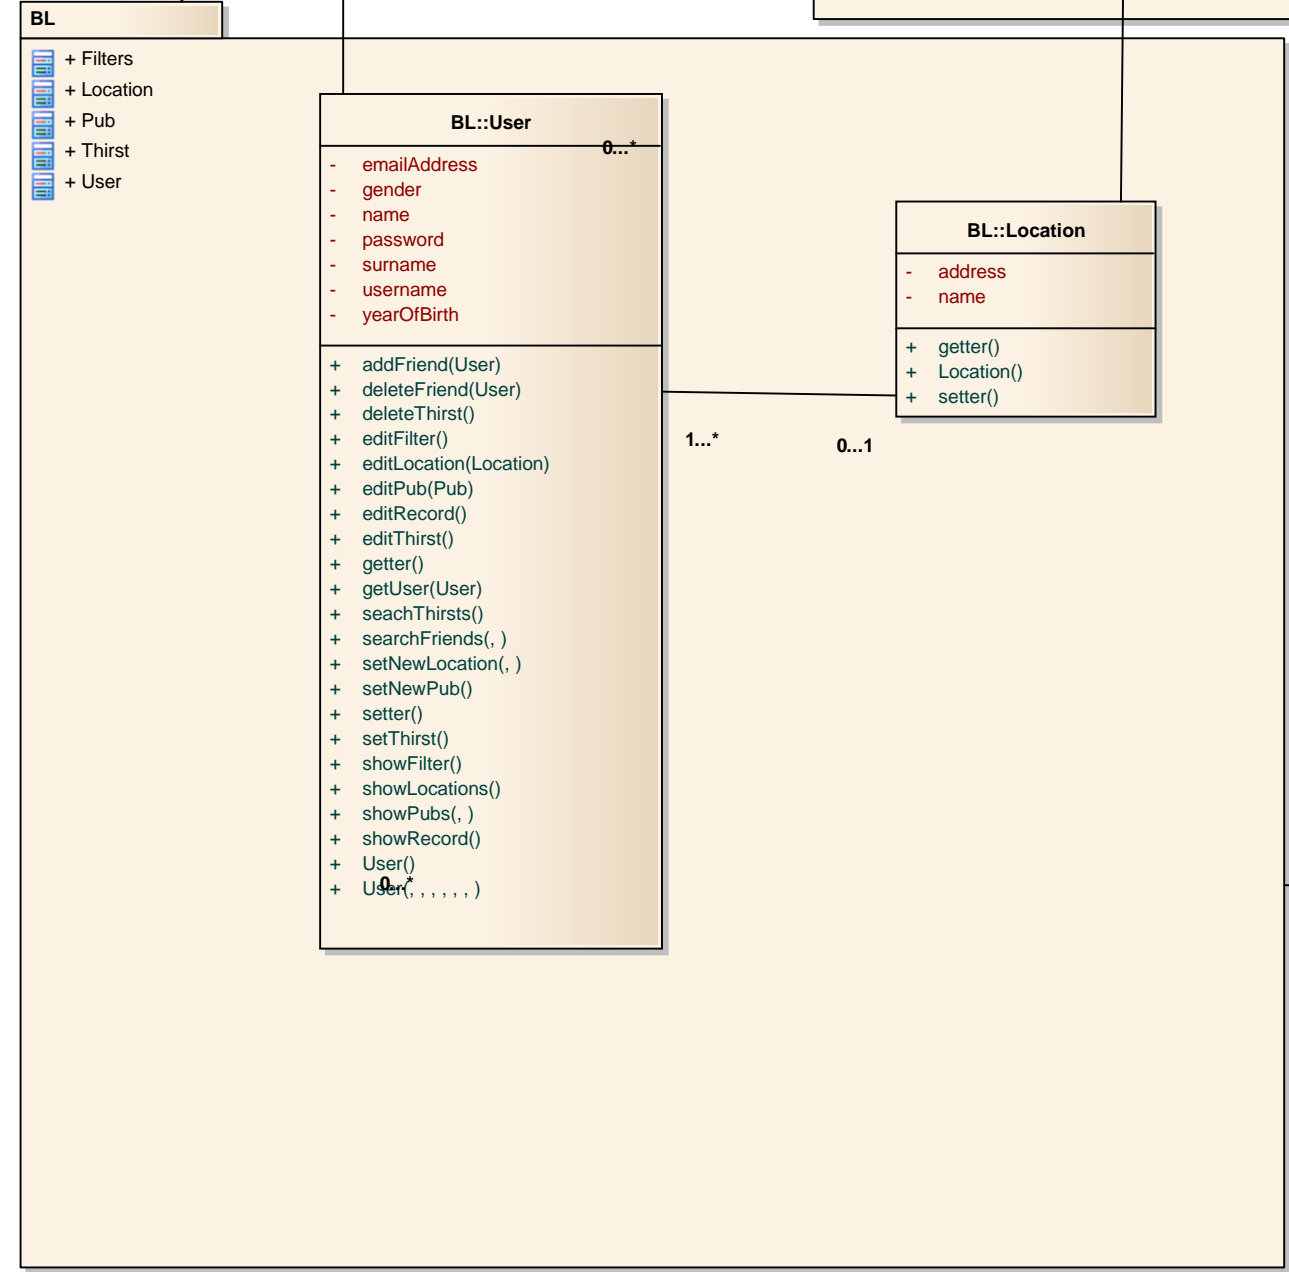 BL
+ Filters
+ Location
+ Pub
+ Thirst
+ User
BL::User
0...*
- emailAddress
- gender
- name
- password
- surname
- username
- yearOfBirth
+ addFriend(User)
+ deleteFriend(User)
+ deleteThirst()
+ editFilter()
+ editLocation(Location)
+ editPub(Pub)
+ editRecord()
+ editThirst()
+ getter()
+ getUser(User)
+ seachThirsts()
+ searchFriends(, )
+ setNewLocation(, )
+ setNewPub()
+ setter()
+ setThirst()
+ showFilter()
+ showLocations()
+ showPubs(, )
+ showRecord()
+ User()
+ User(, , , , , , )
0...*
1...*
0...1
BL::Location
- address
- name
+ getter()
+ Location()
+ setter()